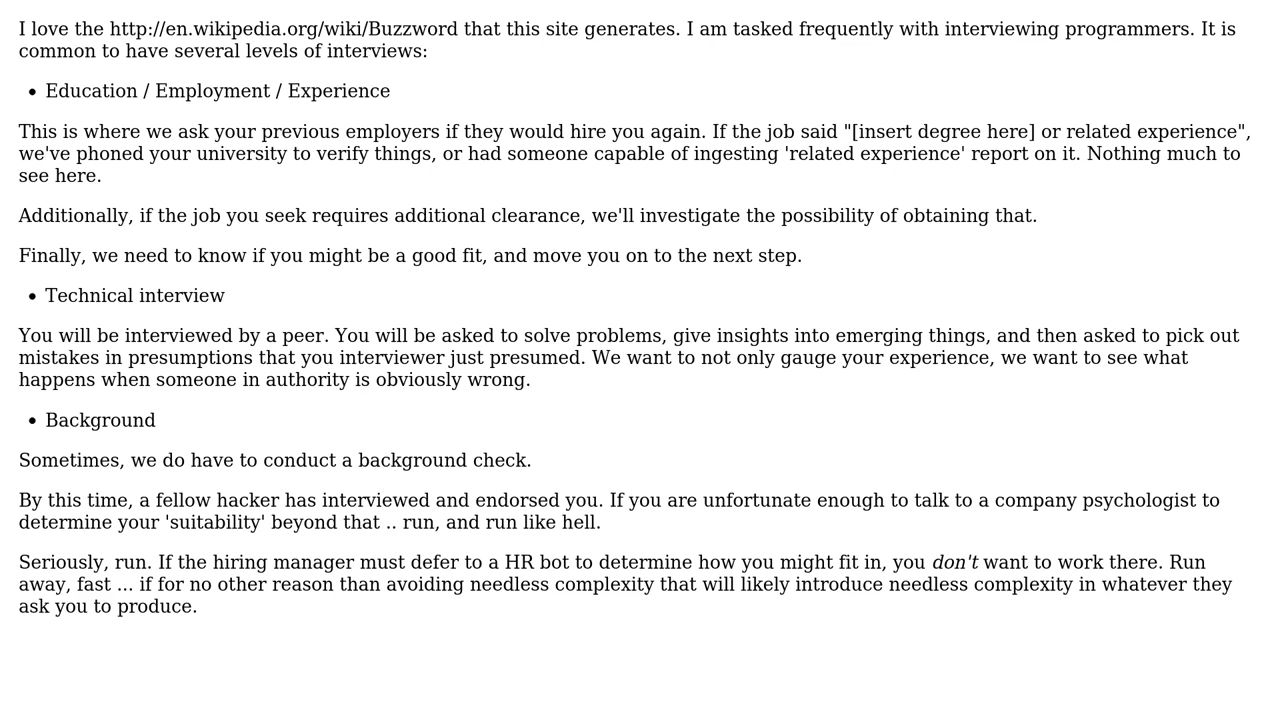 I love the http://en.wikipedia.org/wiki/Buzzword that this site generates. I am tasked frequently with interviewing programmers. It is
common to have several levels of interviews:
• Education / Employment / Experience
This is where we ask your previous employers if they would hire you again. If the job said "[insert degree here] or related experience",
we've phoned your university to verify things, or had someone capable of ingesting 'related experience' report on it. Nothing much to
see here.
Additionally, if the job you seek requires additional clearance, we'll investigate the possibility of obtaining that.
Finally, we need to know if you might be a good fit, and move you on to the next step.
• Technical interview
You will be interviewed by a peer. You will be asked to solve problems, give insights into emerging things, and then asked to pick out
mistakes in presumptions that you interviewer just presumed. We want to not only gauge your experience, we want to see what
happens when someone in authority is obviously wrong.
• Background
Sometimes, we do have to conduct a background check.
By this time, a fellow hacker has interviewed and endorsed you. If you are unfortunate enough to talk to a company psychologist to
determine your 'suitability' beyond that .. run, and run like hell.
Seriously, run. If the hiring manager must defer to a HR bot to determine how you might fit in, you don't want to work there. Run
away, fast ... if for no other reason than avoiding needless complexity that will likely introduce needless complexity in whatever they
ask you to produce.